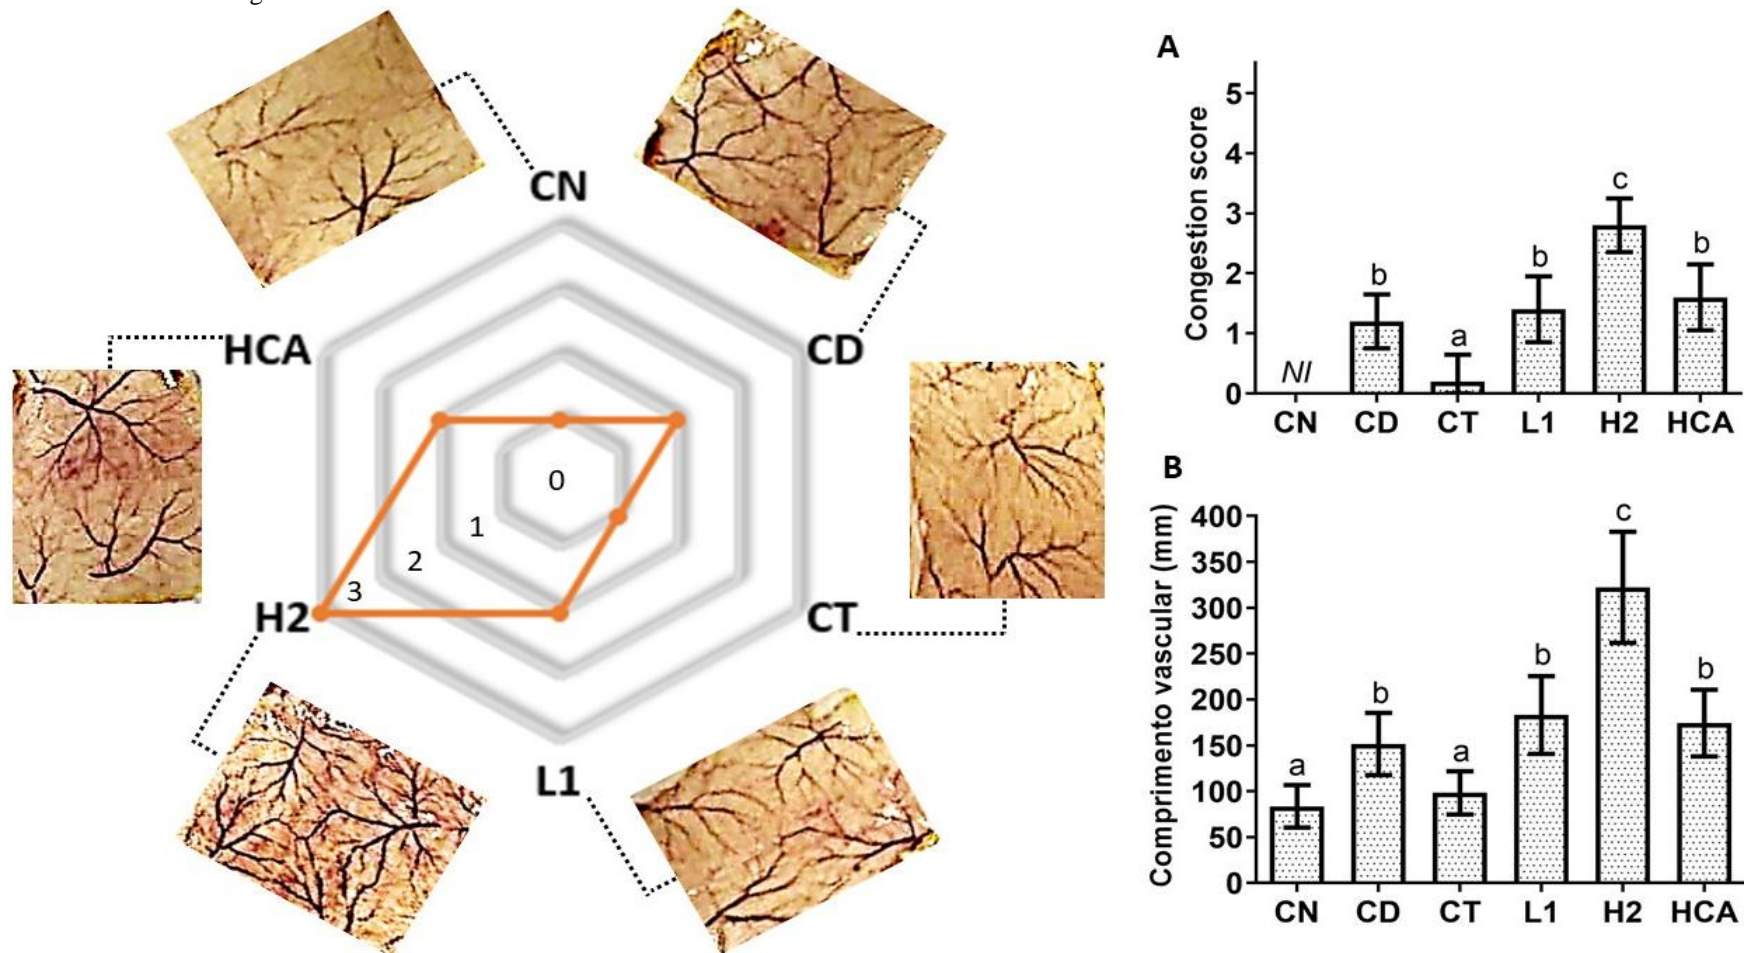 CN
CD
HCA
0
1
2
3
H2
CT
L1
A
Congestion score
5
4
3
2
1
0
NI
b
a
b
c
b
CN CD CT L1 H2 HCA
B
Comprimento vascular (mm)
400
350
300
250
200
150
100
50
0
a
b
a
b
c
b
CN CD CT L1 H2 HCA